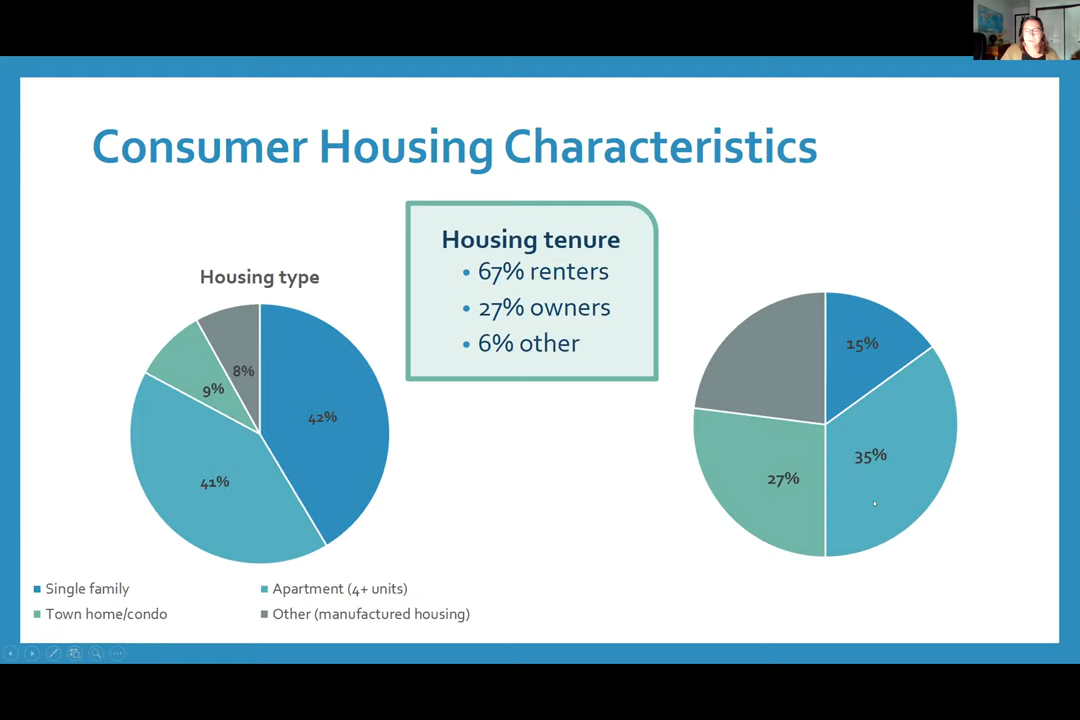 Consumer Housing Characteristics
Housing tenure
• 67% renters
• 27% owners
• 6% other
Housing type
42%
41%
9%
8%
Single family
Apartment (4+ units)
Town home/condo
Other (manufactured housing)
15%
35%
27%